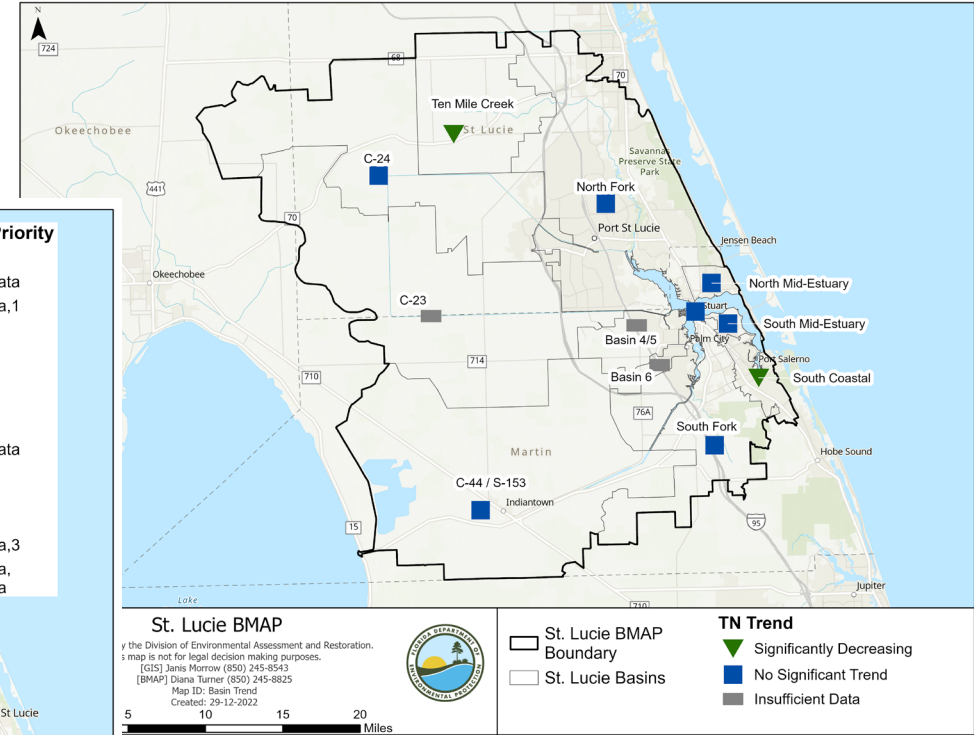 N
724
68
70
Ten Mile Creek
St Lucie
Okeechobee
Savannas
Preserve State
Park
C-24
441
North Fork
70
Port St Lucie
Jensen Beach
Priority
Okeechobee
ata
North Mid-Estuary
a,1
C-23
Stuart
South Mid-Estuary
Basin 4/5
Palm City
Port Salerno
714
Basin 6
South Coastal
710
76A
South Fork
ata
Martin
Hobe Sound
C-44 / S-153
Indiantown
15
95
a,3
a,
a
Jupiter
Lake
710
St. Lucie BMAP
y the Division of Environmental Assessment and Restoration.
s map is not for legal decision making purposes.
[GIS] Janis Morrow (850) 245-8543
[BMAP] Diana Turner (850) 245-8825
Map ID: Basin Trend
Created: 29-12-2022
FLORIDA DEPARTMENT OF
ENVIRONMENTAL PROTECTION
St. Lucie BMAP
Boundary
St. Lucie Basins
TN Trend
Significantly Decreasing
No Significant Trend
Insufficient Data
St Lucie
5 10 15 20
Miles